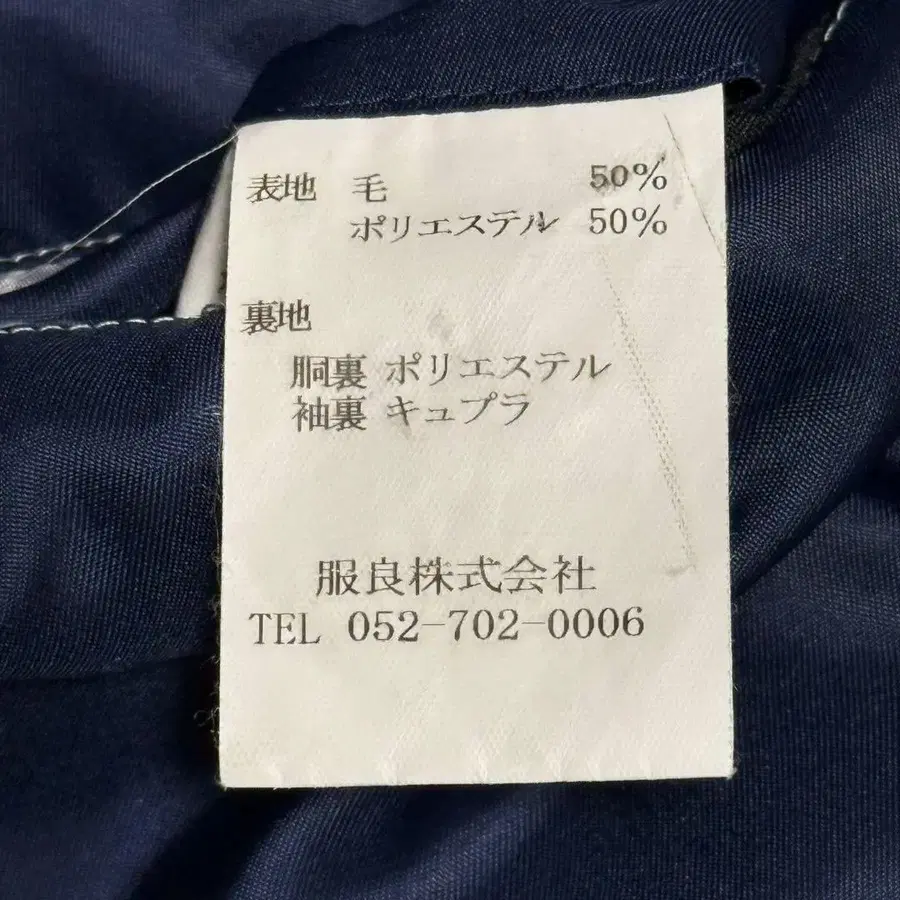 表地 毛 50%
ポリエステル 50%
裏地
胴裏 ポリエステル
袖裏 キュプラ
服良株式会社
TEL 052-702-0006